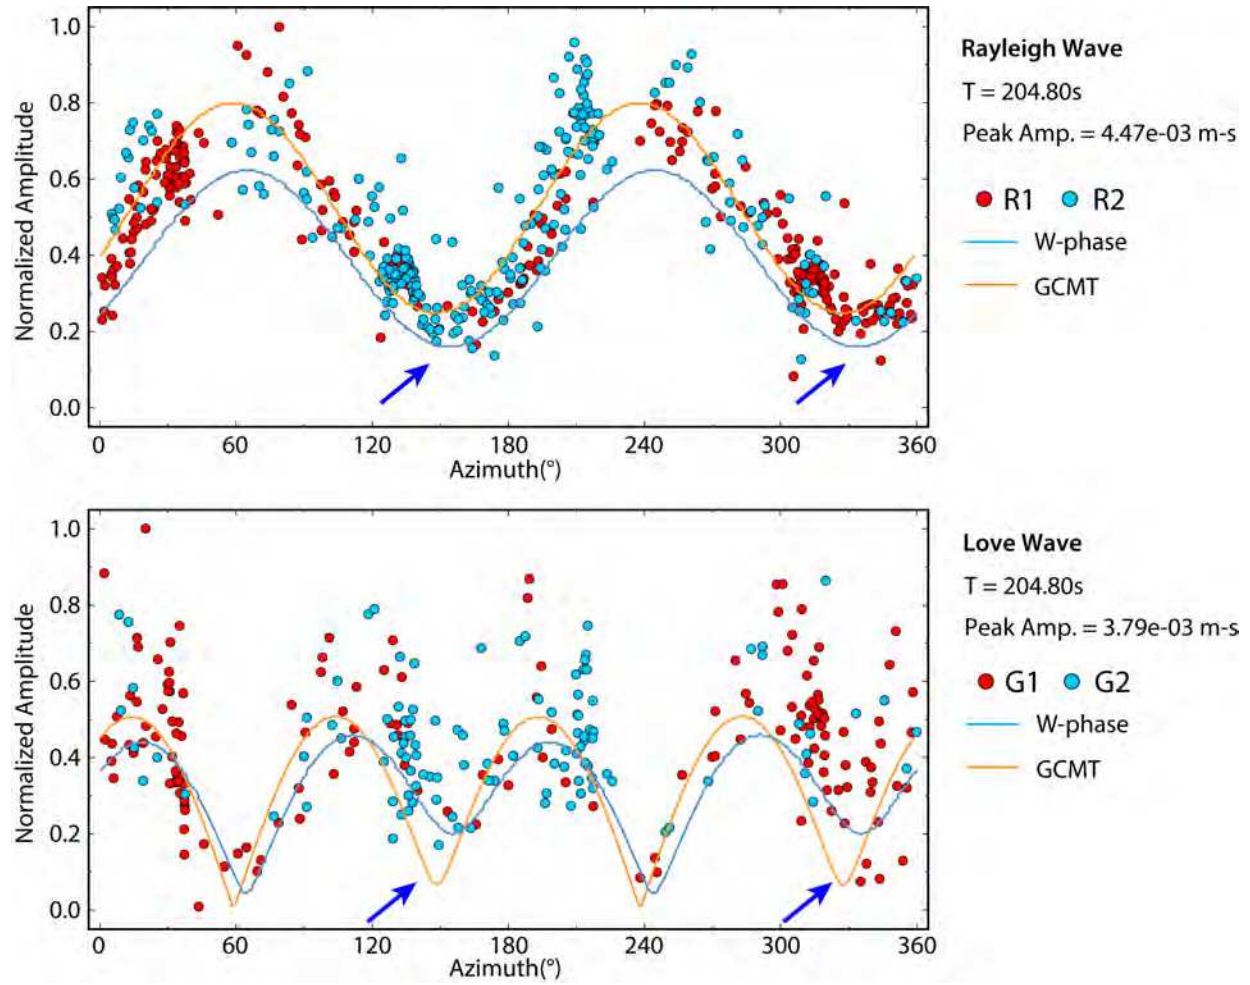 1.0
0.8
0.6
0.4
0.2
0.0
Normalized Amplitude
0 60 120 180 240 300 360
Azimuth(°)
Rayleigh Wave
T = 204.80s
Peak Amp. = 4.47e-03 m-s
R1 R2
W-phase
GCMT
1.0
0.8
0.6
0.4
0.2
0.0
Normalized Amplitude
0 60 120 180 240 300 360
Azimuth(°)
Love Wave
T = 204.80s
Peak Amp. = 3.79e-03 m-s
G1 G2
W-phase
GCMT